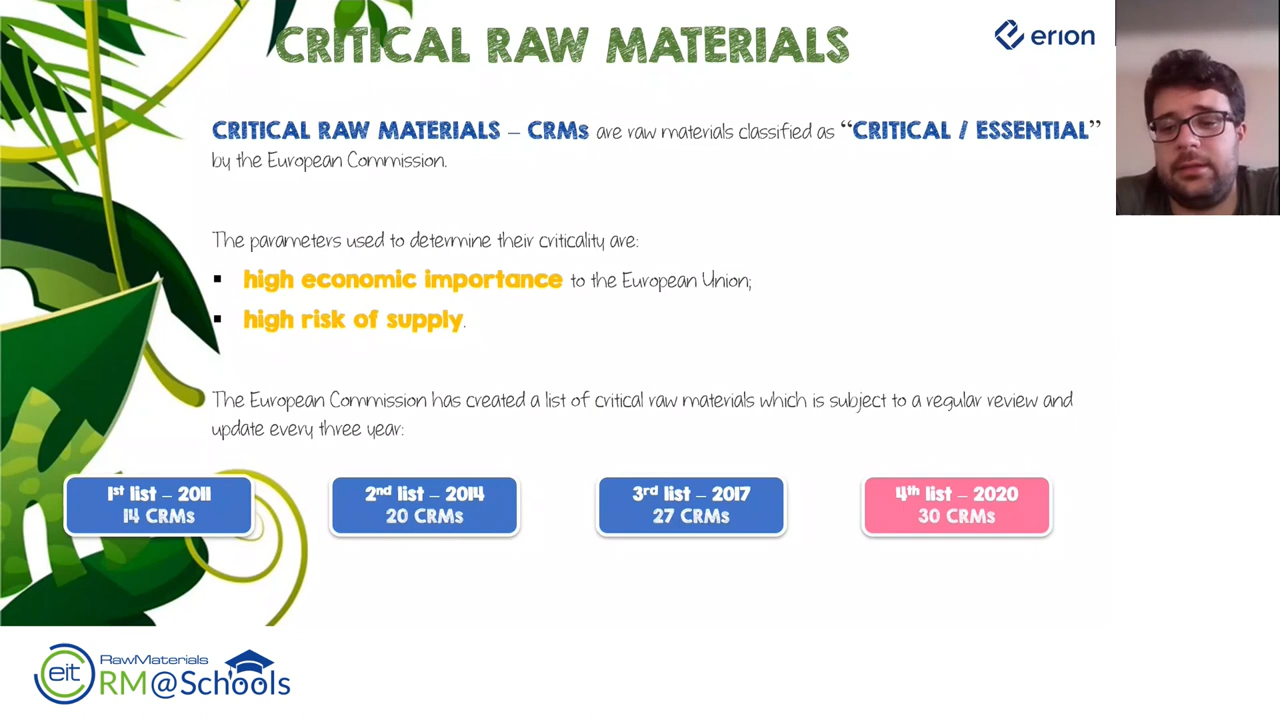 CRITICAL RAW MATERIALS
erion
CRITICAL RAW MATERIALS – CRMs are raw materials classified as “CRITICAL / ESSENTIAL”
by the European Commission.
The parameters used to determine their criticality are:
▪ high economic importance to the European Union;
▪ high risk of supply.
The European Commission has created a list of critical raw materials which is subject to a regular review and
update every three year:
1st list – 2011
14 CRMs
2nd list – 2014
20 CRMs
3rd list – 2017
27 CRMs
4th list – 2020
30 CRMs
eit RawMaterials
RM@Schools